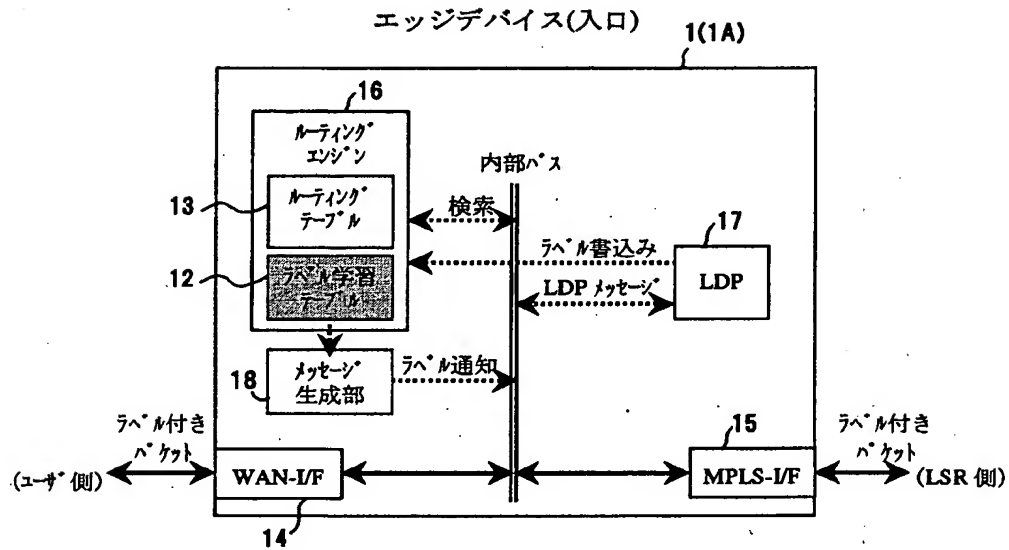 エッジデバイス(入口)
1(1A)
16
ルーティング
エンジン
内部バス
13
ルーティング
テーブル
検索
17
ラベル書込み
12
ラベル学習
テーブル
LDP
LDP メッセージ
18
メッセージ
生成部
ラベル通知
ラベル付き
パケット
15
ラベル付き
パケット
(ユーザ側)
WAN-I/F
MPLS-I/F
(LSR 側)
14